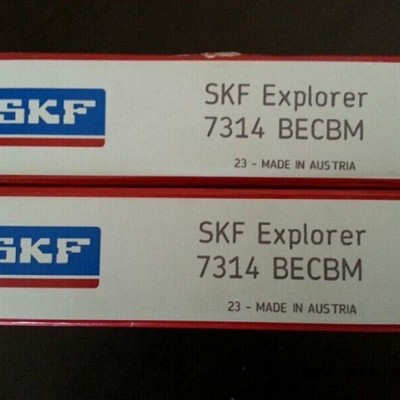 SKF
SKF Explorer
7314 BECBM
23 - MADE IN AUSTRIA
SKF
SKF Explorer
7314 BECBM
23 - MADE IN AUSTRIA